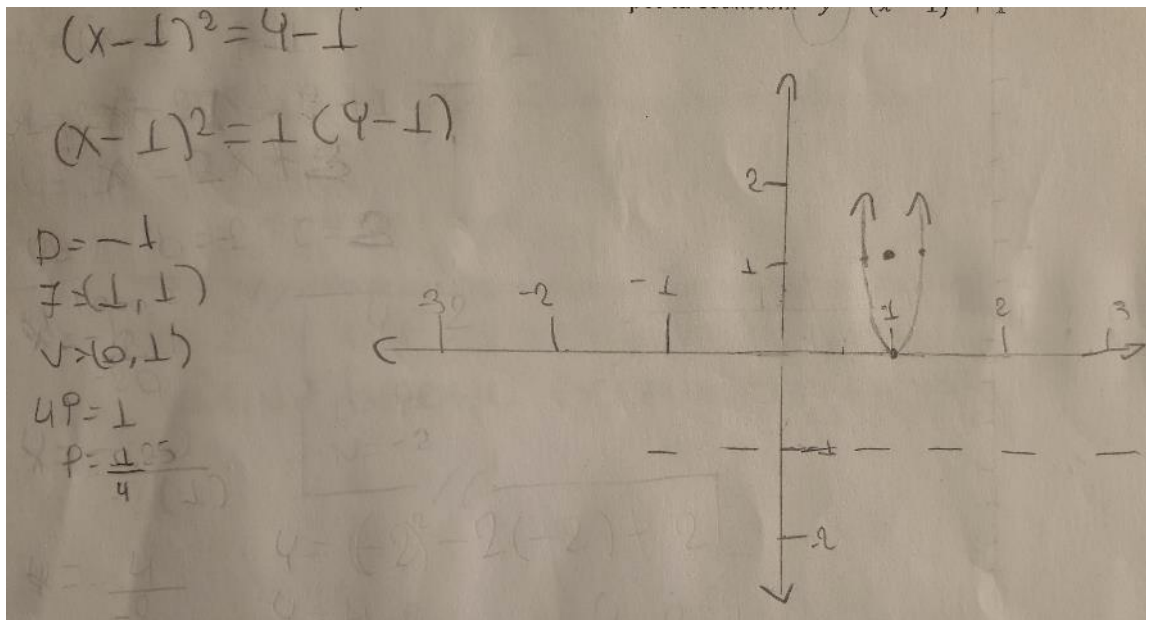 (x-1)²=y-1
(x-1)²=1(y-1)
D=-1
F=(1,1)
V=(0,1)
4P=1
P=1/4
2
1
-3 -2 -1 1 2 3
-1
-2